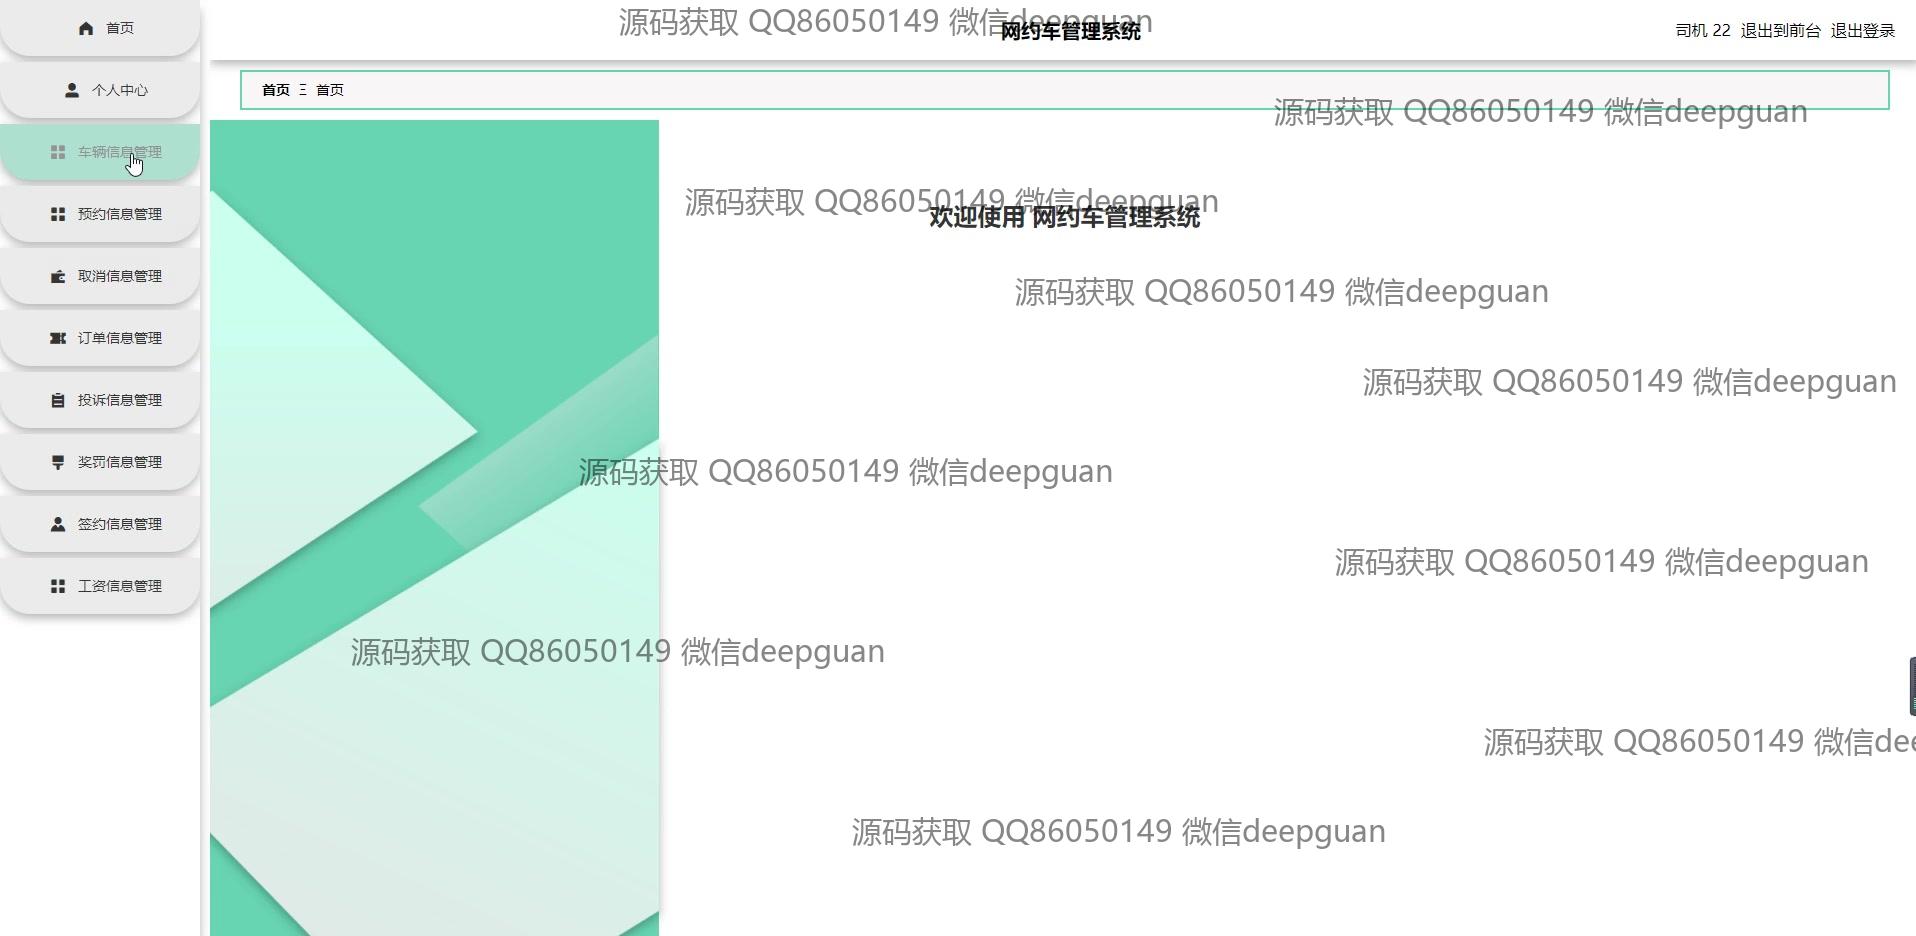 首页
个人中心
车辆信息管理
预约信息管理
取消信息管理
订单信息管理
投诉信息管理
奖罚信息管理
签约信息管理
工资信息管理
源码获取 QQ86050149 微信deepguan
网约车管理系统
司机 22 退出到前台 退出登录
首页 Ξ 首页
源码获取 QQ86050149 微信deepguan
源码获取 QQ86050149 微信deepguan
欢迎使用 网约车管理系统
源码获取 QQ86050149 微信deepguan
源码获取 QQ86050149 微信deepguan
源码获取 QQ86050149 微信deepguan
源码获取 QQ86050149 微信deepguan
源码获取 QQ86050149 微信deepguan
源码获取 QQ86050149 微信dee
源码获取 QQ86050149 微信deepguan